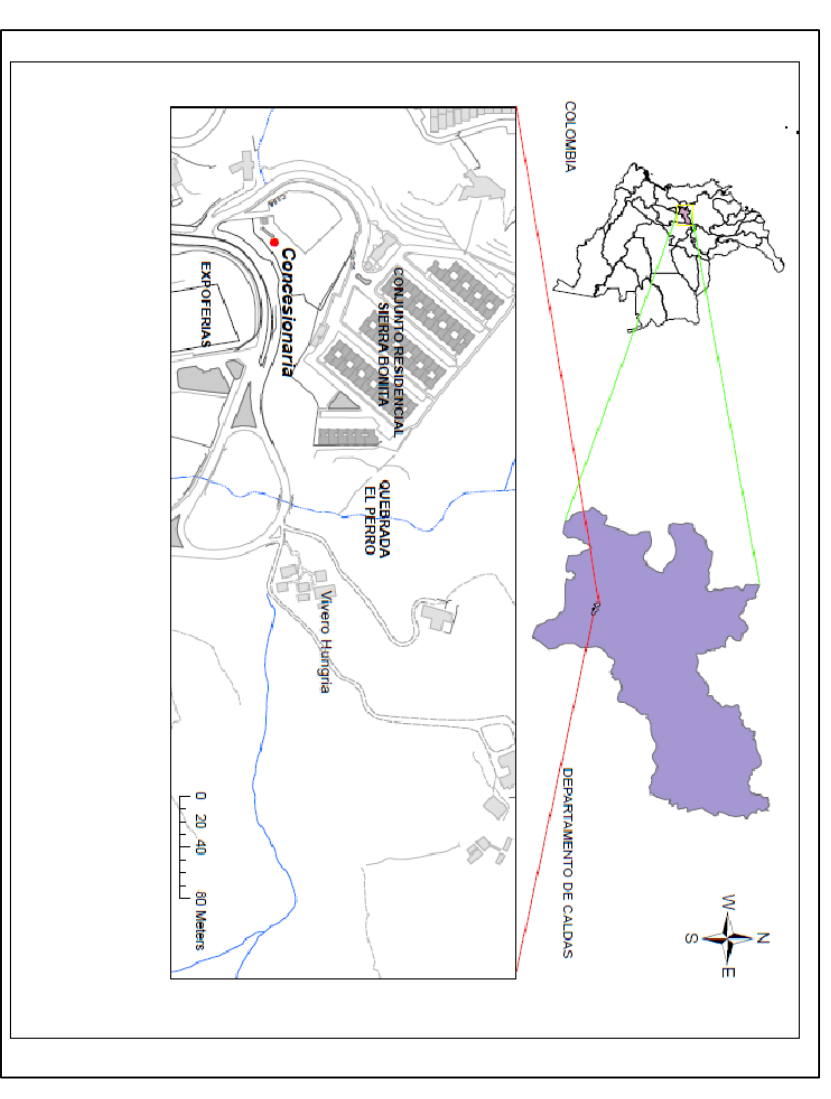 N
W E
S
COLOMBIA
DEPARTAMENTO DE CALDAS
CONJUNTO RESIDENCIAL
SIERRA BONITA
QUEBRADA
EL PERRO
Vivero Hungria
Concesionaria
EXPOFERIAS
0 20 40 80 Meters